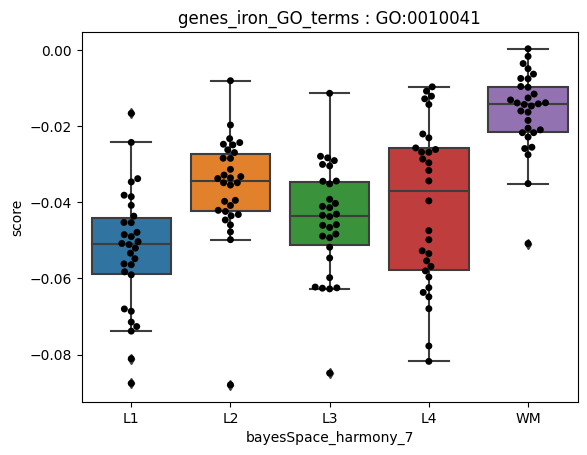 genes_iron_GO_terms : GO:0010041
score
0.00
−0.02
−0.04
−0.06
−0.08
L1 L2 L3 L4 WM
bayesSpace_harmony_7